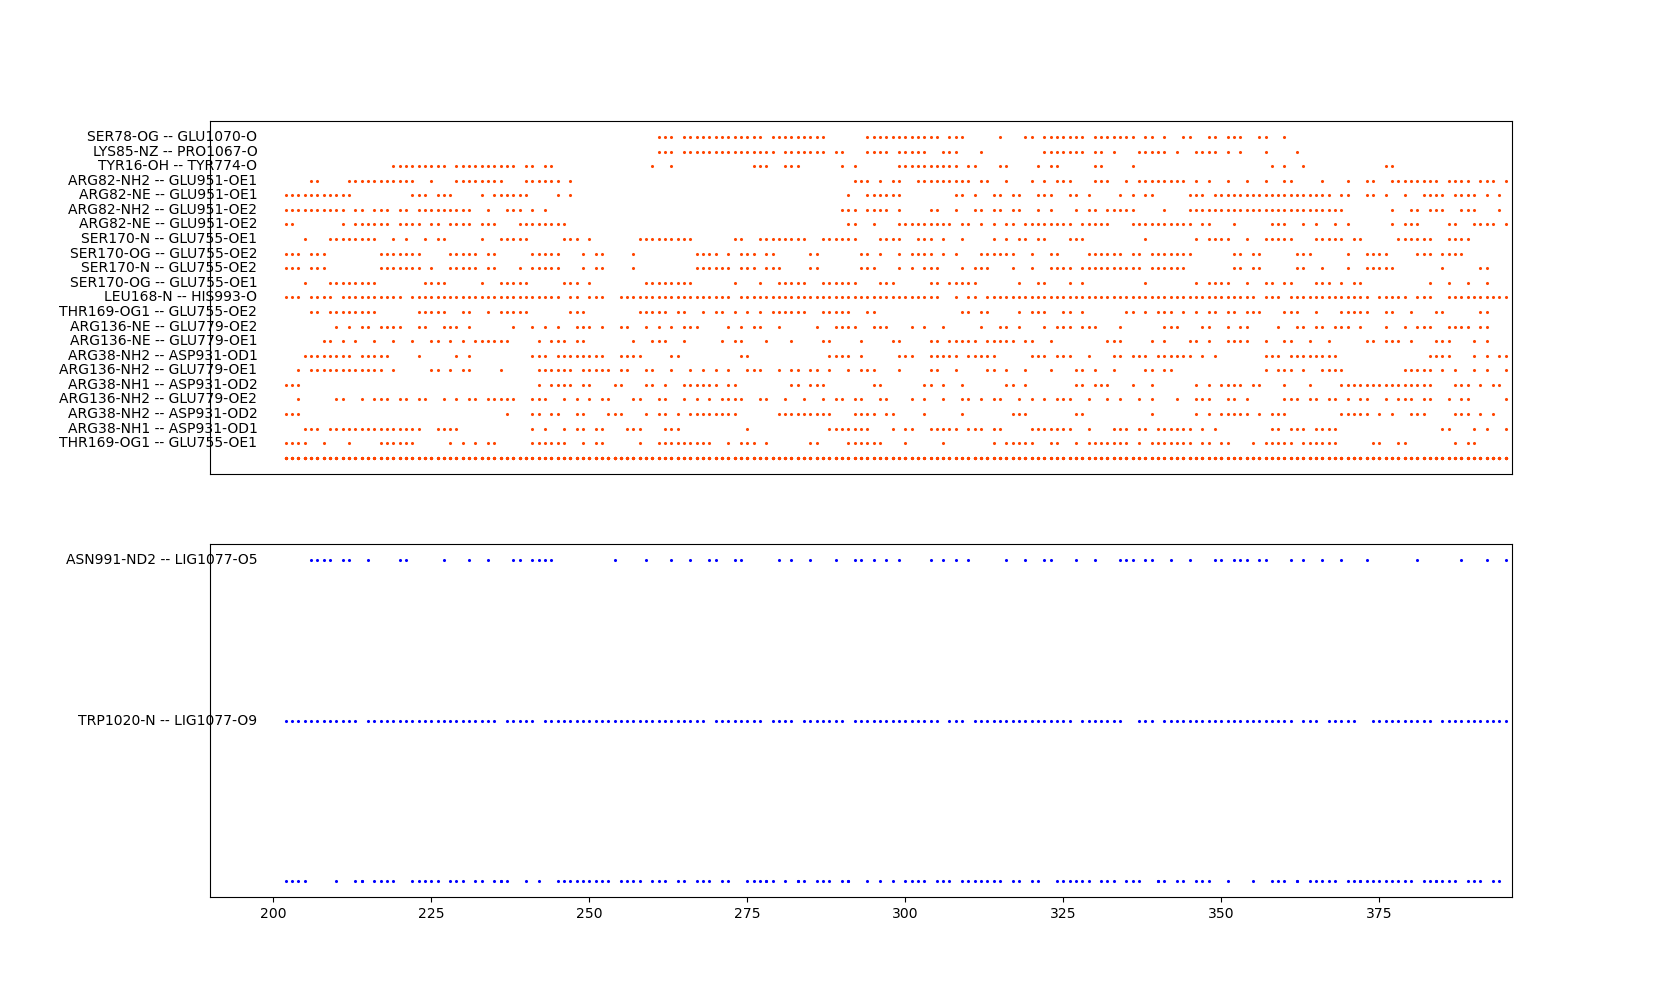 SER78-OG -- GLU1070-O
LYS85-NZ -- PRO1067-O
TYR16-OH -- TYR774-O
ARG82-NH2 -- GLU951-OE1
ARG82-NE -- GLU951-OE1
ARG82-NH2 -- GLU951-OE2
ARG82-NE -- GLU951-OE2
SER170-N -- GLU755-OE1
SER170-OG -- GLU755-OE2
SER170-N -- GLU755-OE2
SER170-OG -- GLU755-OE1
LEU168-N -- HIS993-O
THR169-OG1 -- GLU755-OE2
ARG136-NE -- GLU779-OE2
ARG136-NE -- GLU779-OE1
ARG38-NH2 -- ASP931-OD1
ARG136-NH2 -- GLU779-OE1
ARG38-NH1 -- ASP931-OD2
ARG136-NH2 -- GLU779-OE2
ARG38-NH2 -- ASP931-OD2
ARG38-NH1 -- ASP931-OD1
THR169-OG1 -- GLU755-OE1
ASN991-ND2 -- LIG1077-O5
TRP1020-N -- LIG1077-O9
200 225 250 275 300 325 350 375